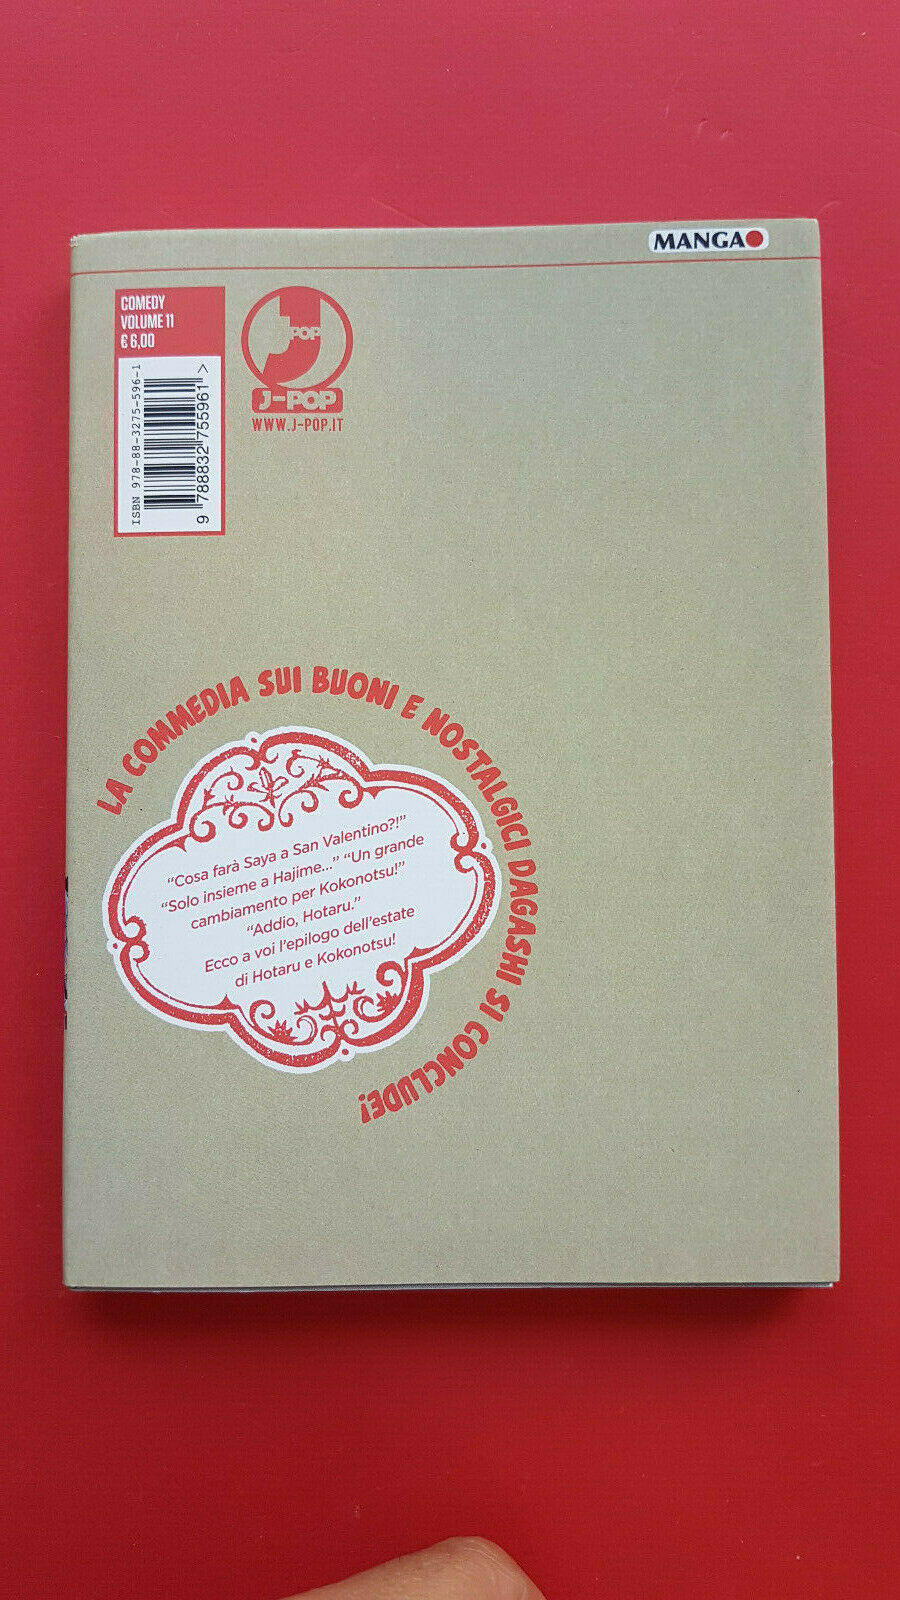 MANGA
COMEDY
VOLUME 11
€ 6,00
ISBN 978-88-3275-596-1
9 788832 755961 >
POP
J-POP
WWW.J-POP.IT
LA COMMEDIA SUI BUONI E NOSTALGICI DAGASHI SI CONCLUDE!
“Cosa farà Saya a San Valentino?!”
“Solo insieme a Hajime...” “Un grande
cambiamento per Kokonotsu!”
“Addio, Hotaru.”
Ecco a voi l’epilogo dell’estate
di Hotaru e Kokonotsu!